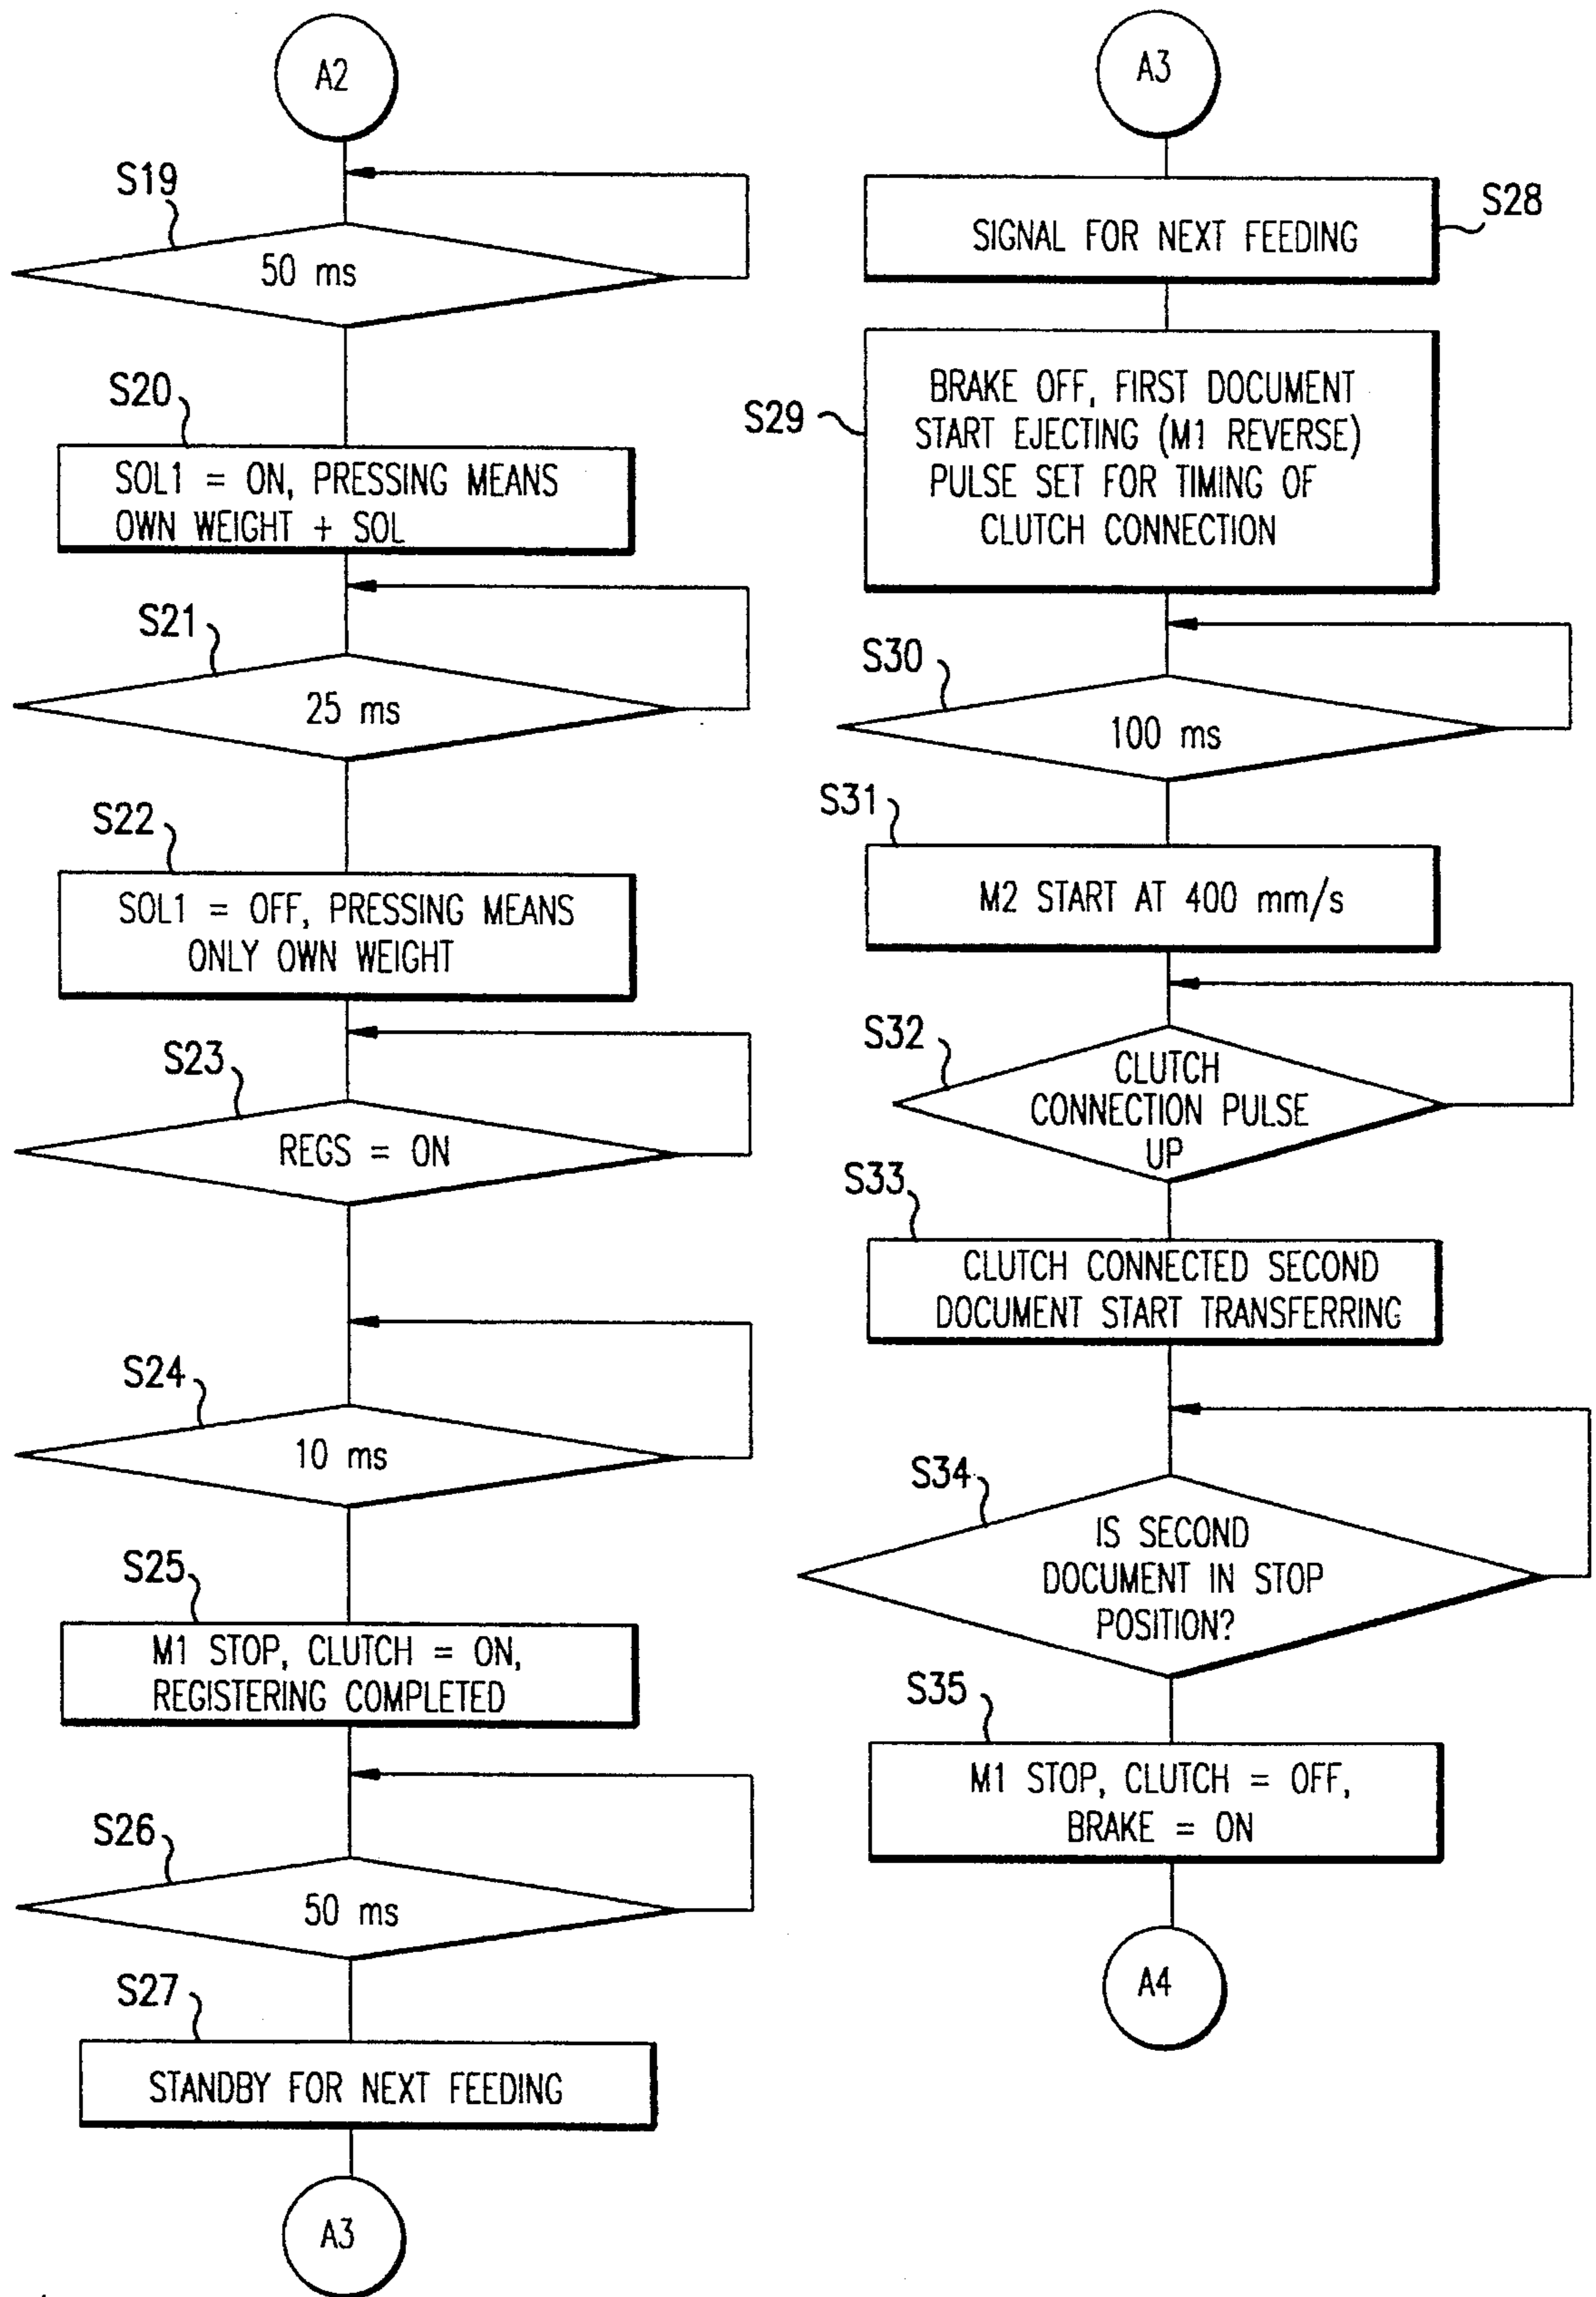 A2
S19
50 ms
S20
SOL1 = ON, PRESSING MEANS
OWN WEIGHT + SOL
S21
25 ms
S22
SOL1 = OFF, PRESSING MEANS
ONLY OWN WEIGHT
S23
REGS = ON
S24
10 ms
S25
M1 STOP, CLUTCH = ON,
REGISTERING COMPLETED
S26
50 ms
S27
STANDBY FOR NEXT FEEDING
A3
A3
S28
SIGNAL FOR NEXT FEEDING
S29
BRAKE OFF, FIRST DOCUMENT
START EJECTING (M1 REVERSE)
PULSE SET FOR TIMING OF
CLUTCH CONNECTION
S30
100 ms
S31
M2 START AT 400 mm/s
S32
CLUTCH
CONNECTION PULSE
UP
S33
CLUTCH CONNECTED SECOND
DOCUMENT START TRANSFERRING
S34
IS SECOND
DOCUMENT IN STOP
POSITION?
S35
M1 STOP, CLUTCH = OFF,
BRAKE = ON
A4